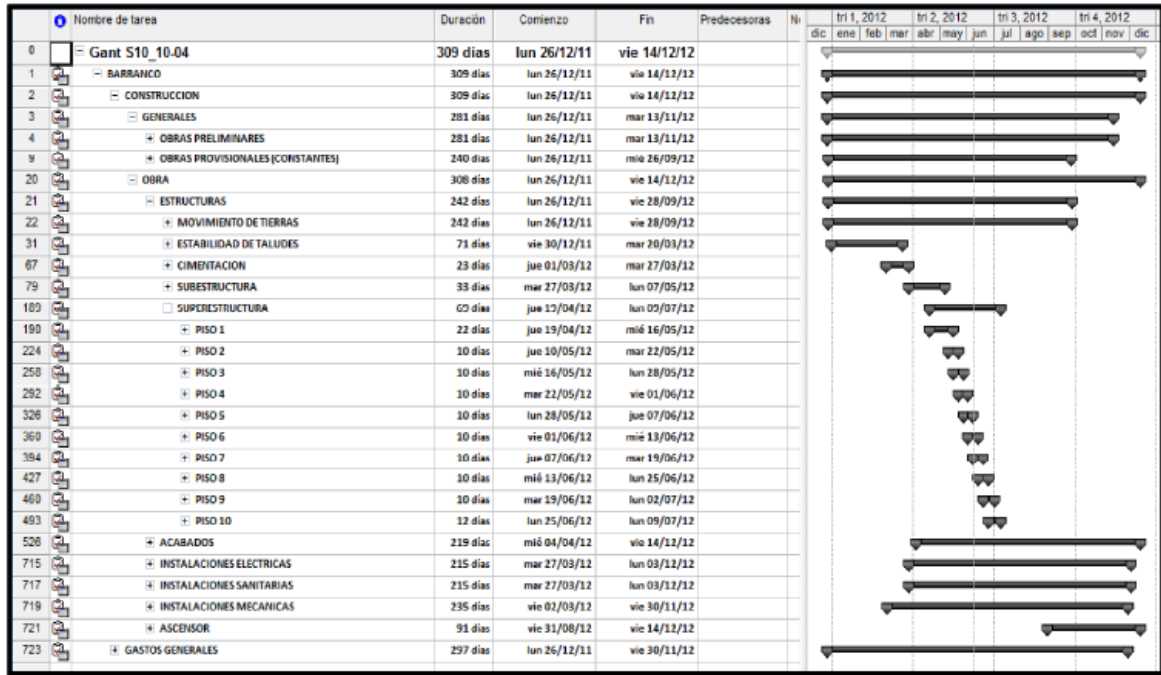 Nombre de tarea Duración Comienzo Fin Predecesoras tri 1, 2012 tri 2, 2012 tri 3, 2012 tri 4, 2012
dic ene feb mar abr may jun jul ago sep oct nov dic
0 Gant S10_10-04 309 días lun 26/12/11 vie 14/12/12
1 BARRANCO 309 días lun 26/12/11 vie 14/12/12
2 CONSTRUCCION 309 días lun 26/12/11 vie 14/12/12
3 GENERALES 281 días lun 26/12/11 mar 13/11/12
4 OBRAS PRELIMINARES 281 días lun 26/12/11 mar 13/11/12
9 OBRAS PROVISIONALES (CONSTANTES) 240 días lun 26/12/11 mié 26/09/12
20 OBRA 308 días lun 26/12/11 vie 14/12/12
21 ESTRUCTURAS 242 días lun 26/12/11 vie 28/09/12
22 MOVIMIENTO DE TIERRAS 242 días lun 26/12/11 vie 28/09/12
31 ESTABILIDAD DE TALUDES 71 días vie 30/12/11 mar 20/03/12
67 CIMENTACION 23 días jue 01/03/12 mar 27/03/12
79 SUBESTRUCTURA 33 días mar 27/03/12 lun 07/05/12
189 SUPERESTRUCTURA 69 días jue 19/04/12 lun 09/07/12
190 PISO 1 22 días jue 19/04/12 mié 16/05/12
224 PISO 2 10 días jue 10/05/12 mar 22/05/12
258 PISO 3 10 días mié 16/05/12 lun 28/05/12
292 PISO 4 10 días mar 22/05/12 vie 01/06/12
326 PISO 5 10 días lun 28/05/12 jue 07/06/12
360 PISO 6 10 días vie 01/06/12 mié 13/06/12
394 PISO 7 10 días jue 07/06/12 mar 19/06/12
427 PISO 8 10 días mié 13/06/12 lun 25/06/12
460 PISO 9 10 días mar 19/06/12 lun 02/07/12
493 PISO 10 12 días lun 25/06/12 lun 09/07/12
526 ACABADOS 219 días mié 04/04/12 vie 14/12/12
715 INSTALACIONES ELECTRICAS 215 días mar 27/03/12 lun 03/12/12
717 INSTALACIONES SANITARIAS 215 días mar 27/03/12 lun 03/12/12
719 INSTALACIONES MECANICAS 235 días vie 02/03/12 vie 30/11/12
721 ASCENSOR 91 días vie 31/08/12 vie 14/12/12
723 GASTOS GENERALES 297 días lun 26/12/11 vie 30/11/12